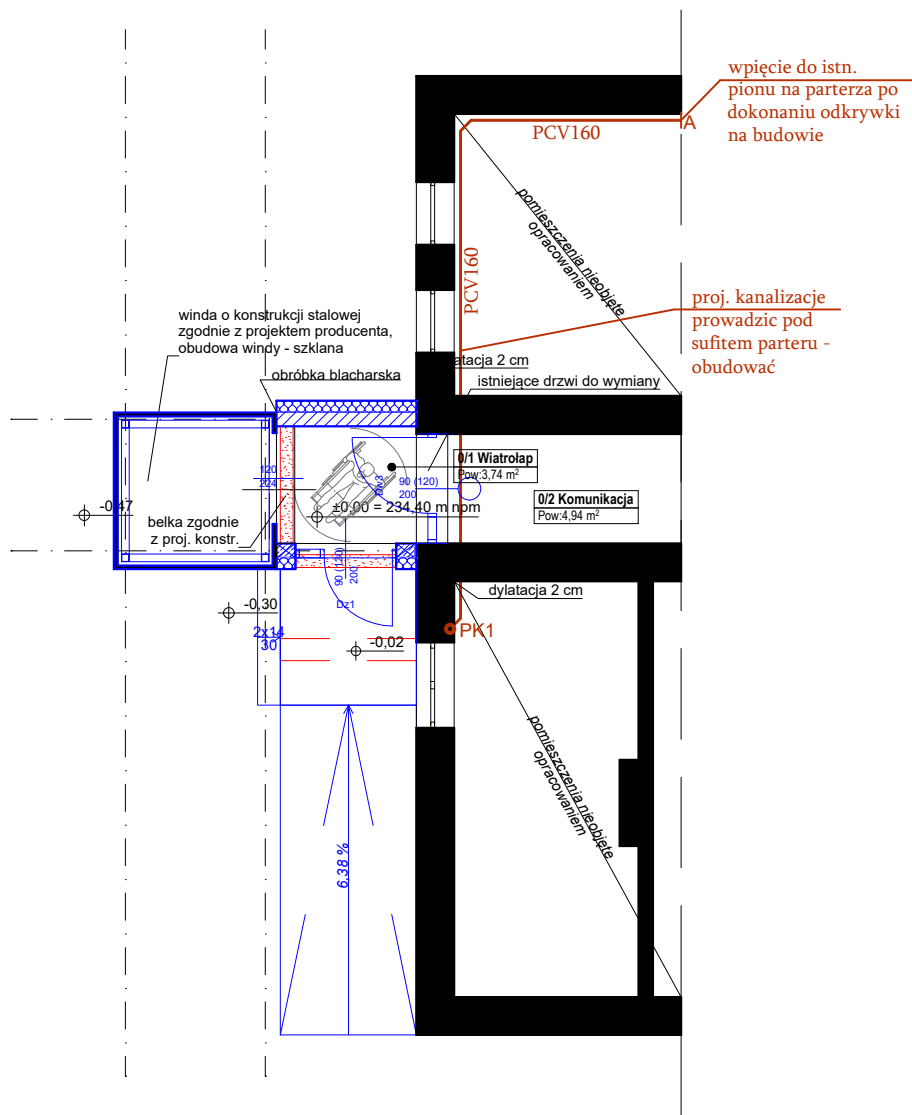 wpięcie do istn.
pionu na parterza po
dokonaniu odkrywki
na budowie
A
PCV160
pomieszczenia nieobjęte
opracowaniem
PCV160
proj. kanalizacje
prowadzic pod
sufitem parteru -
obudować
winda o konstrukcji stalowej
zgodnie z projektem producenta,
obudowa windy - szklana
obróbka blacharska
atacja 2 cm
istniejące drzwi do wymiany
0/1 Wiatrołap
Pow:3,74 m²
120
224
Dw3
90 (120)
200
0/2 Komunikacja
Pow:4,94 m²
-0,47
±0,00 = 234,40 m npm
belka zgodnie
z proj. konstr.
90 (120)
200
Dz1
dylatacja 2 cm
-0,30
2x14
30
-0,02
PK1
pomieszczenia nieobjęte
opracowaniem
6.38 %